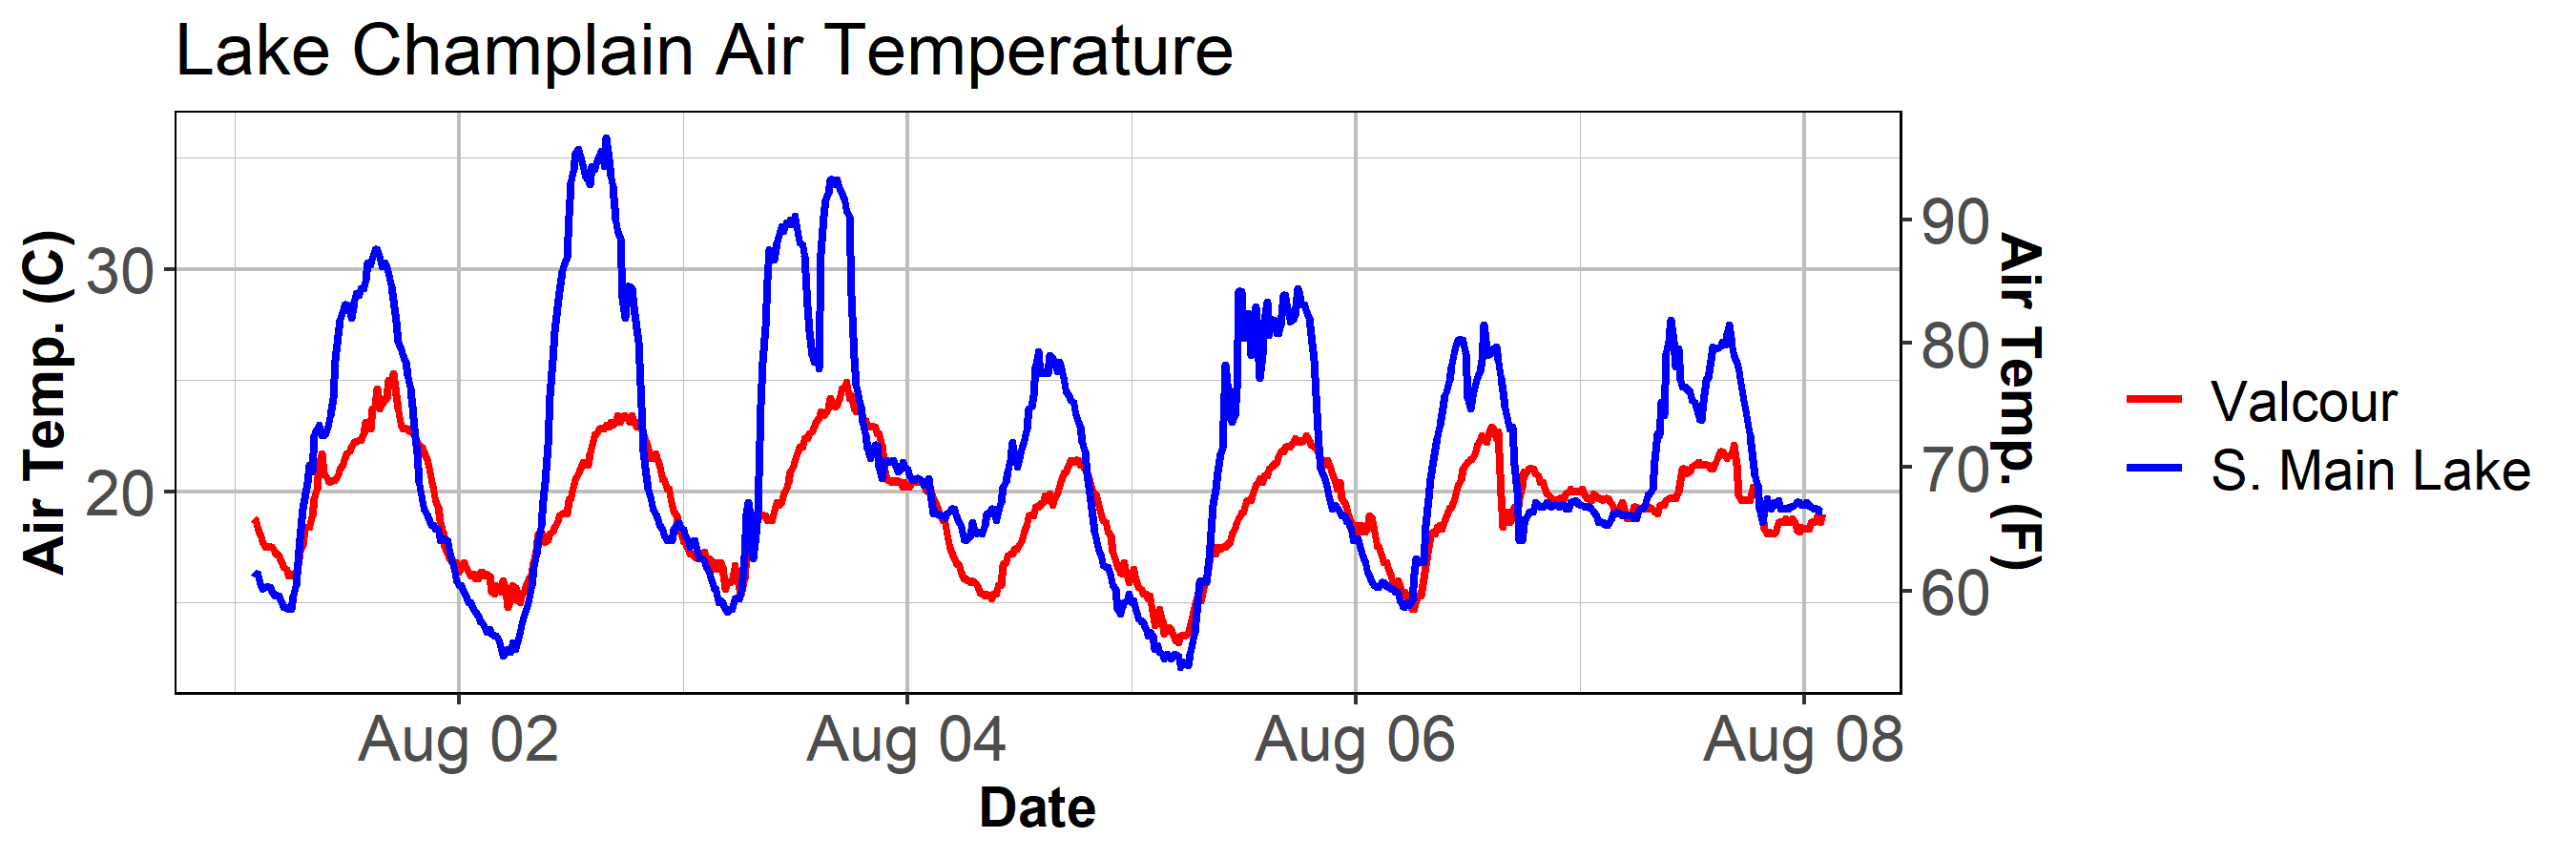 Lake Champlain Air Temperature
Air Temp. (C)
30
20
90
80
70
60
Air Temp. (F)
Valcour
S. Main Lake
Aug 02
Aug 04
Aug 06
Aug 08
Date